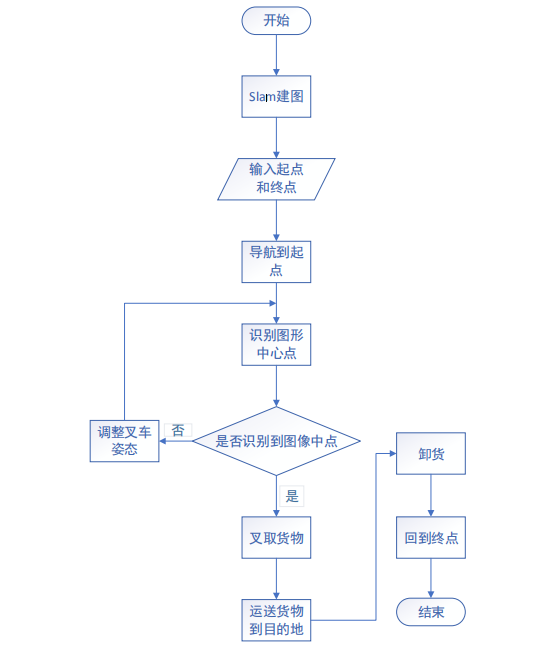 开始
Slam建图
输入起点
和终点
导航到起
点
识别图形
中心点
是否识别到图像中点
否
调整叉车
姿态
是
叉取货物
运送货物
到目的地
卸货
回到终点
结束